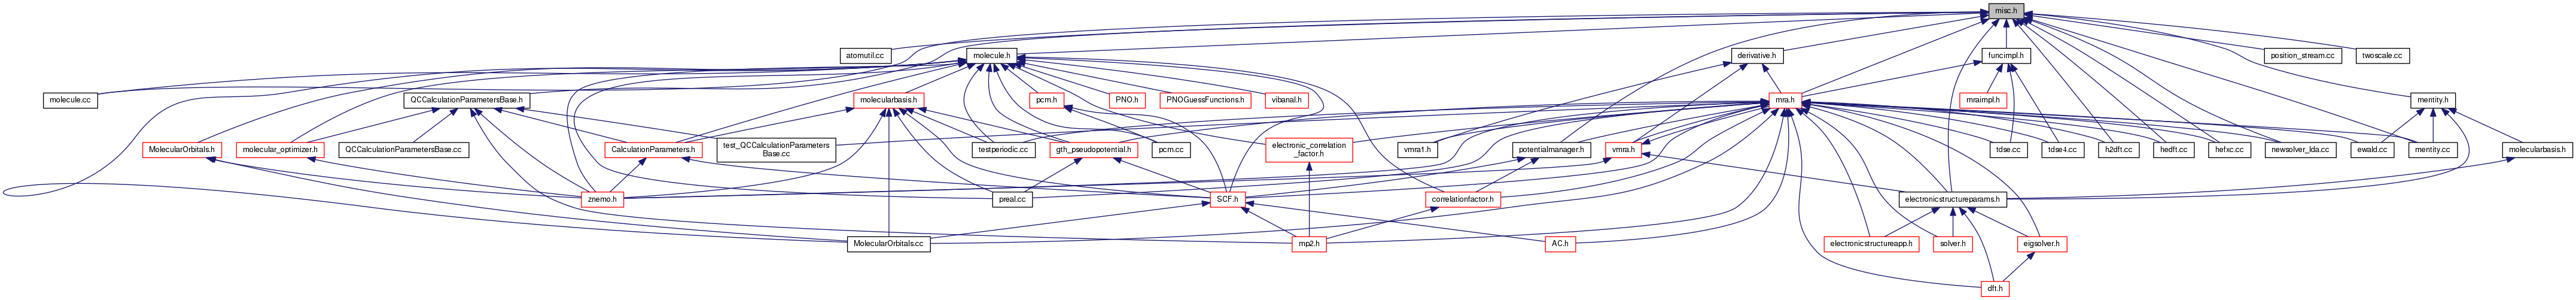 misc.h
atomutil.cc
molecule.h
derivative.h
funcimpl.h
position_stream.cc
twoscale.cc
molecule.cc
QCCalculationParametersBase.h
molecularbasis.h
pcm.h
PNO.h
PNOGuessFunctions.h
vibanal.h
mra.h
mraimpl.h
mentity.h
MolecularOrbitals.h
molecular_optimizer.h
QCCalculationParametersBase.cc
CalculationParameters.h
test_QCCalculationParameters
Base.cc
testperiodic.cc
gth_pseudopotential.h
pcm.cc
electronic_correlation
_factor.h
vmra1.h
potentialmanager.h
vmra.h
tdse.cc
tdse4.cc
h2dft.cc
hedft.cc
hefxc.cc
newsolver_lda.cc
ewald.cc
mentity.cc
molecularbasis.h
znemo.h
preal.cc
SCF.h
correlationfactor.h
electronicstructureparams.h
MolecularOrbitals.cc
mp2.h
AC.h
electronicstructureapp.h
solver.h
eigsolver.h
dft.h